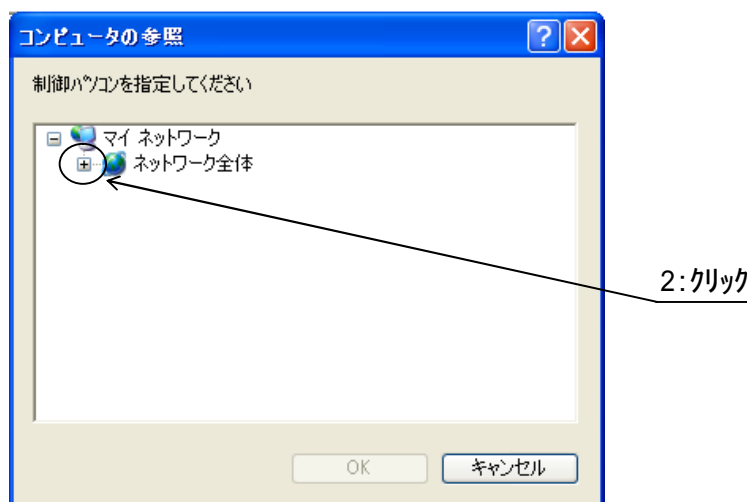 コンピュータの参照
制御パソコンを指定してください
マイ ネットワーク
ネットワーク全体
2:クリック
OK
キャンセル